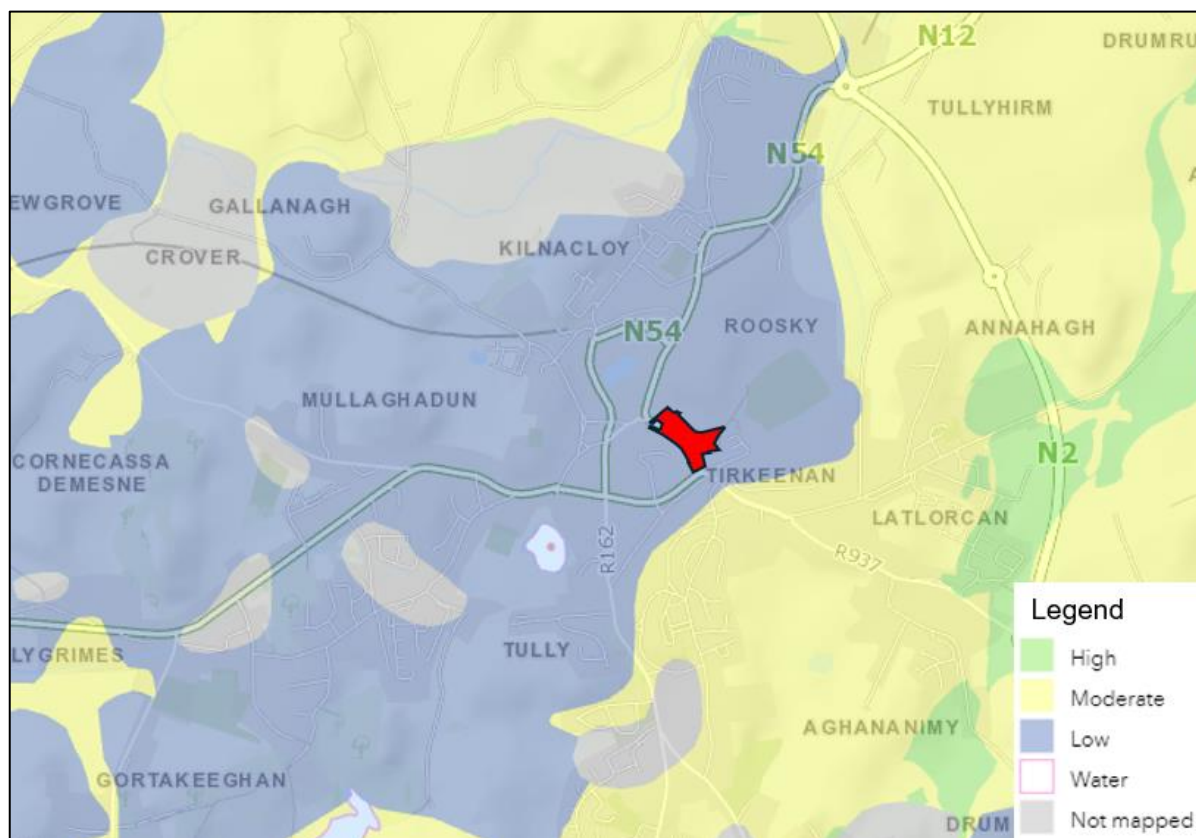 N12
DRUMRU
TULLYHIRM
N54
EWGROVE
GALLANAGH
KILNACLOY
CROVER
N54
ROOSKY
ANNAHAGH
MULLAGHADUN
N2
CORNECASSA
DEMESNE
TIRKEENAN
LATLORCAN
R162
R937
Legend
High
Moderate
Low
Water
Not mapped
LYGRIMES
TULLY
AGHANANIMY
GORTAKEEGHAN
DRUM